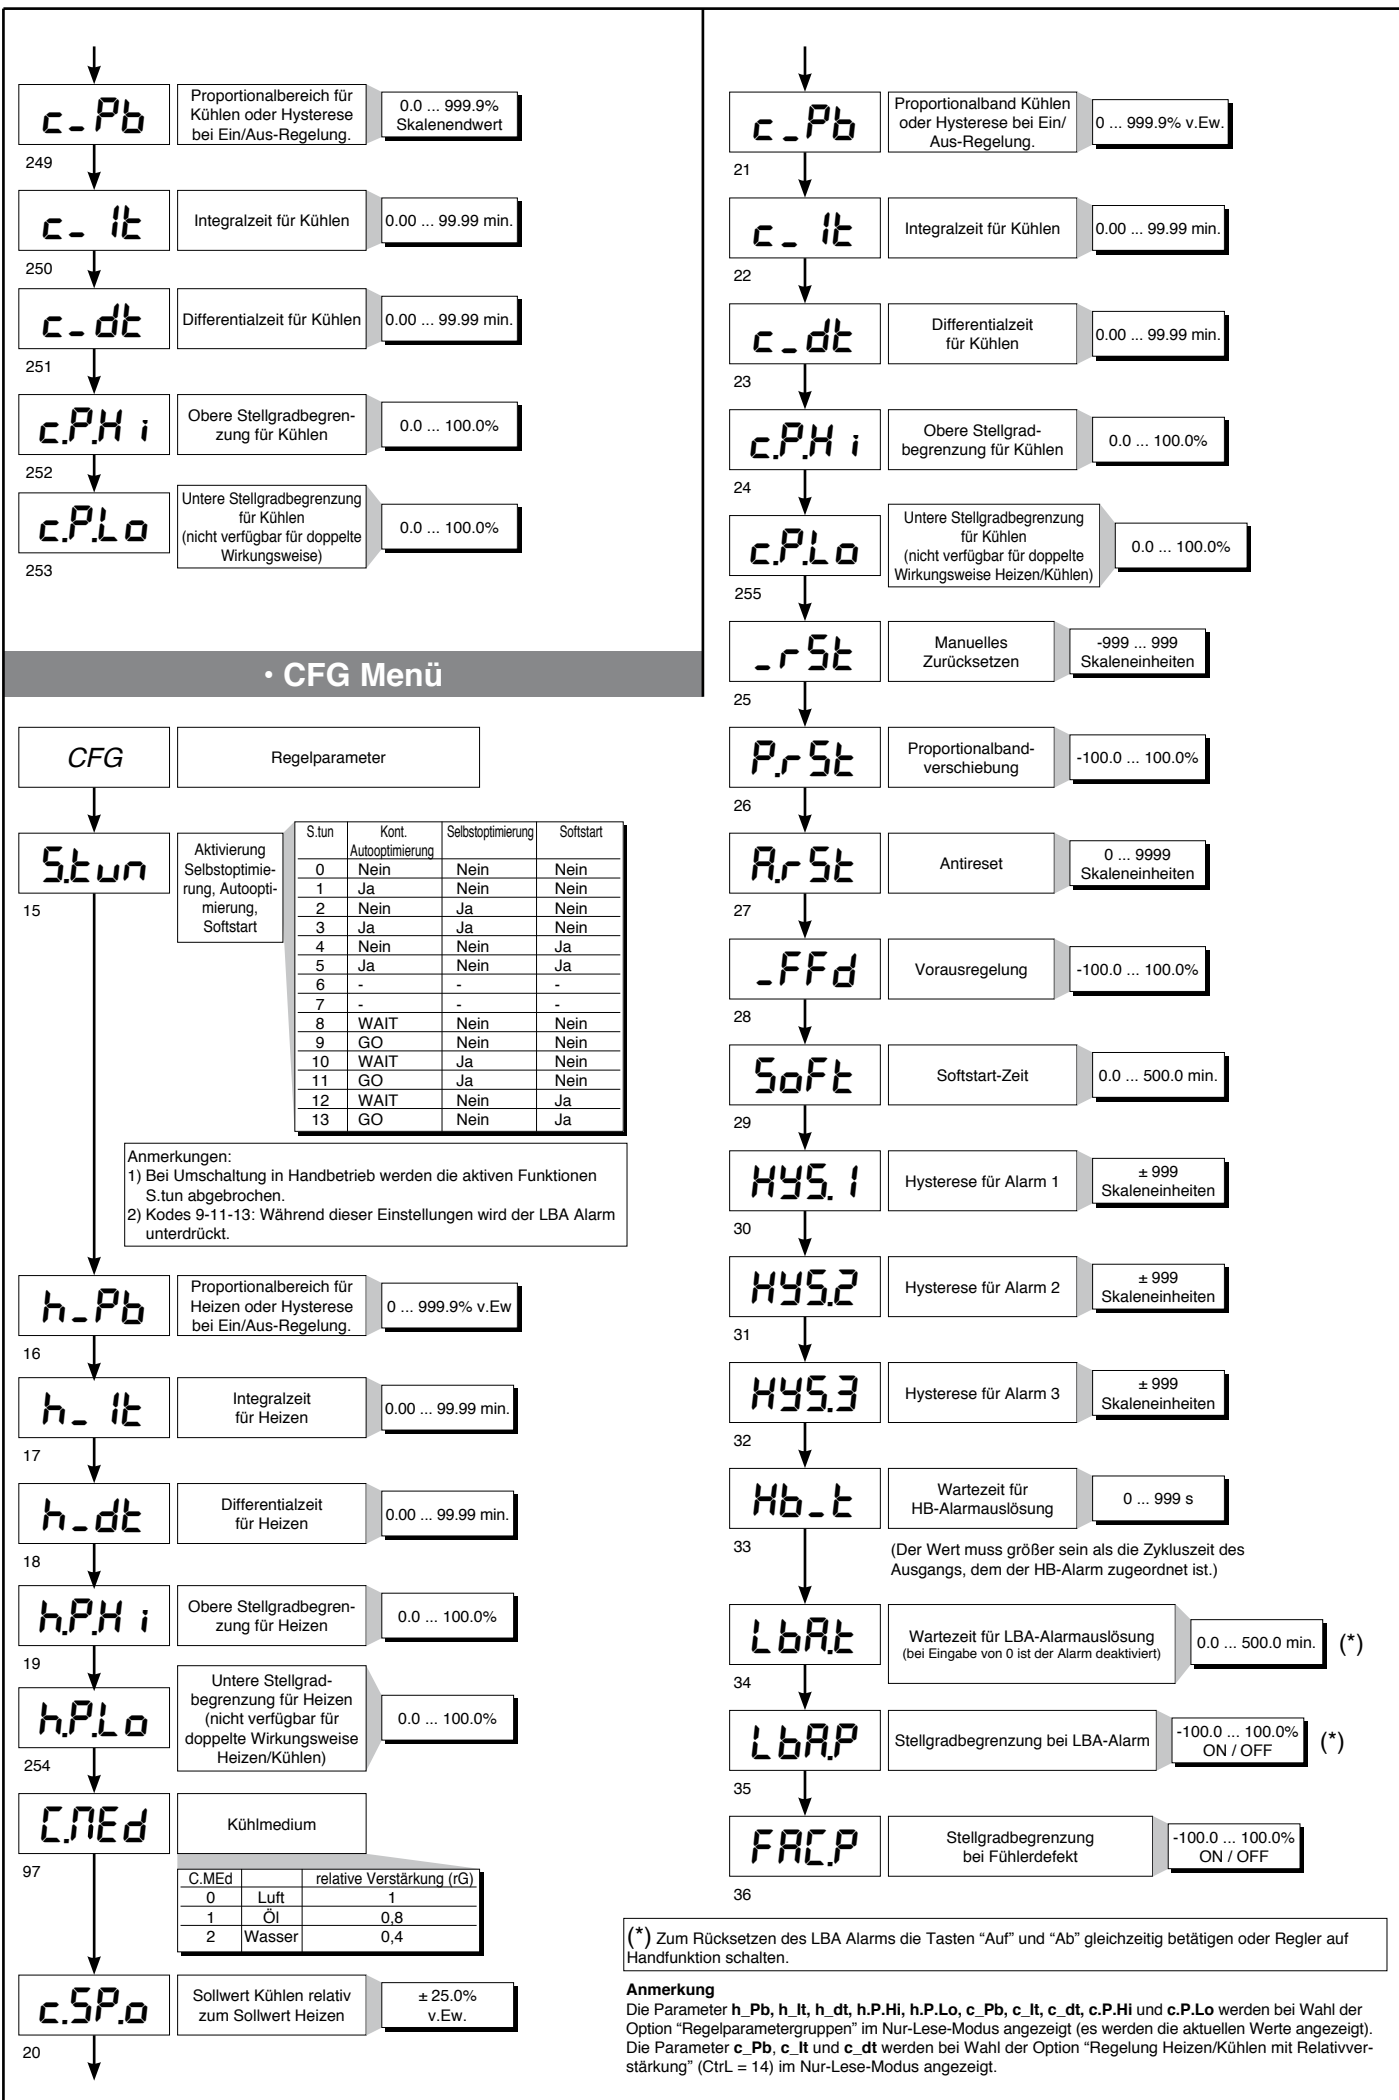 c_Pb
Proportionalbereich für
Kühlen oder Hysterese
bei Ein/Aus-Regelung.
0.0 ... 999.9%
Skalenendwert
249
c_It
Integralzeit für Kühlen
0.00 ... 99.99 min.
250
c_dt
Differentialzeit für Kühlen
0.00 ... 99.99 min.
251
c.P.Hi
Obere Stellgradbegren-
zung für Kühlen
0.0 ... 100.0%
252
c.P.Lo
Untere Stellgradbegrenzung
für Kühlen
(nicht verfügbar für doppelte
Wirkungsweise)
0.0 ... 100.0%
253
• CFG Menü
CFG
Regelparameter
S.tun
Aktivierung
Selbstoptimie-
rung, Autoopti-
mierung,
Softstart
15
S.tun Kont. Autooptimierung Selbstoptimierung Softstart
0 Nein Nein Nein
1 Ja Nein Nein
2 Nein Ja Nein
3 Ja Ja Nein
4 Nein Nein Ja
5 Ja Nein Ja
6 - - -
7 - - -
8 WAIT Nein Nein
9 GO Nein Nein
10 WAIT Ja Nein
11 GO Ja Nein
12 WAIT Nein Ja
13 GO Nein Ja
Anmerkungen:
1) Bei Umschaltung in Handbetrieb werden die aktiven Funktionen
S.tun abgebrochen.
2) Kodes 9-11-13: Während dieser Einstellungen wird der LBA Alarm
unterdrückt.
h_Pb
Proportionalbereich für
Heizen oder Hysterese
bei Ein/Aus-Regelung.
0 ... 999.9% v.Ew
16
h_It
Integralzeit
für Heizen
0.00 ... 99.99 min.
17
h_dt
Differentialzeit
für Heizen
0.00 ... 99.99 min.
18
h.P.Hi
Obere Stellgradbegren-
zung für Heizen
0.0 ... 100.0%
19
h.P.Lo
Untere Stellgrad-
begrenzung für Heizen
(nicht verfügbar für
doppelte Wirkungsweise
Heizen/Kühlen)
0.0 ... 100.0%
254
C.MEd
Kühlmedium
97
C.MEd relative Verstärkung (rG)
0 Luft 1
1 Öl 0,8
2 Wasser 0,4
c.SP.o
Sollwert Kühlen relativ
zum Sollwert Heizen
± 25.0%
v.Ew.
20
c_Pb
Proportionalband Kühlen
oder Hysterese bei Ein/
Aus-Regelung.
0 ... 999.9% v.Ew.
21
c_It
Integralzeit für Kühlen
0.00 ... 99.99 min.
22
c_dt
Differentialzeit
für Kühlen
0.00 ... 99.99 min.
23
c.P.Hi
Obere Stellgrad-
begrenzung für Kühlen
0.0 ... 100.0%
24
c.P.Lo
Untere Stellgradbegrenzung
für Kühlen
(nicht verfügbar für doppelte
Wirkungsweise Heizen/Kühlen)
0.0 ... 100.0%
255
_rSt
Manuelles
Zurücksetzen
-999 ... 999
Skaleneinheiten
25
P.rSt
Proportionalband-
verschiebung
-100.0 ... 100.0%
26
A.rSt
Antireset
0 ... 9999
Skaleneinheiten
27
_FFd
Vorausregelung
-100.0 ... 100.0%
28
SoFt
Softstart-Zeit
0.0 ... 500.0 min.
29
HYS.1
Hysterese für Alarm 1
± 999
Skaleneinheiten
30
HYS.2
Hysterese für Alarm 2
± 999
Skaleneinheiten
31
HYS.3
Hysterese für Alarm 3
± 999
Skaleneinheiten
32
Hb_t
Wartezeit für
HB-Alarmauslösung
0 ... 999 s
33
(Der Wert muss größer sein als die Zykluszeit des
Ausgangs, dem der HB-Alarm zugeordnet ist.)
LbA.t
Wartezeit für LBA-Alarmauslösung
(bei Eingabe von 0 ist der Alarm deaktiviert)
0.0 ... 500.0 min. (*)
34
LbA.P
Stellgradbegrenzung bei LBA-Alarm
-100.0 ... 100.0%
ON / OFF (*)
35
FAC.P
Stellgradbegrenzung
bei Fühlerdefekt
-100.0 ... 100.0%
ON / OFF
36
(*) Zum Rücksetzen des LBA Alarms die Tasten “Auf” und “Ab” gleichzeitig betätigen oder Regler auf
Handfunktion schalten.
Anmerkung
Die Parameter h_Pb, h_It, h_dt, h.P.Hi, h.P.Lo, c_Pb, c_It, c_dt, c.P.Hi und c.P.Lo werden bei Wahl der
Option “Regelparametergruppen” im Nur-Lese-Modus angezeigt (es werden die aktuellen Werte angezeigt).
Die Parameter c_Pb, c_It und c_dt werden bei Wahl der Option “Regelung Heizen/Kühlen mit Relativver-
stärkung” (CtrL = 14) im Nur-Lese-Modus angezeigt.